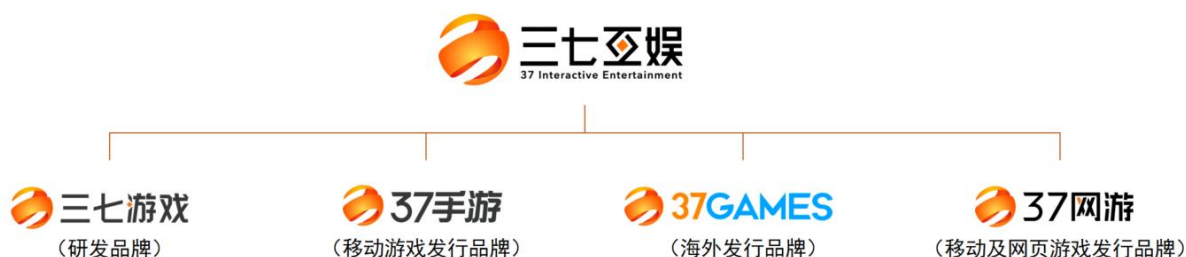 三七互娱
37 Interactive Entertainment
三七游戏
37手游
37GAMES
37网游
（研发品牌）
（移动游戏发行品牌）
（海外发行品牌）
（移动及网页游戏发行品牌）